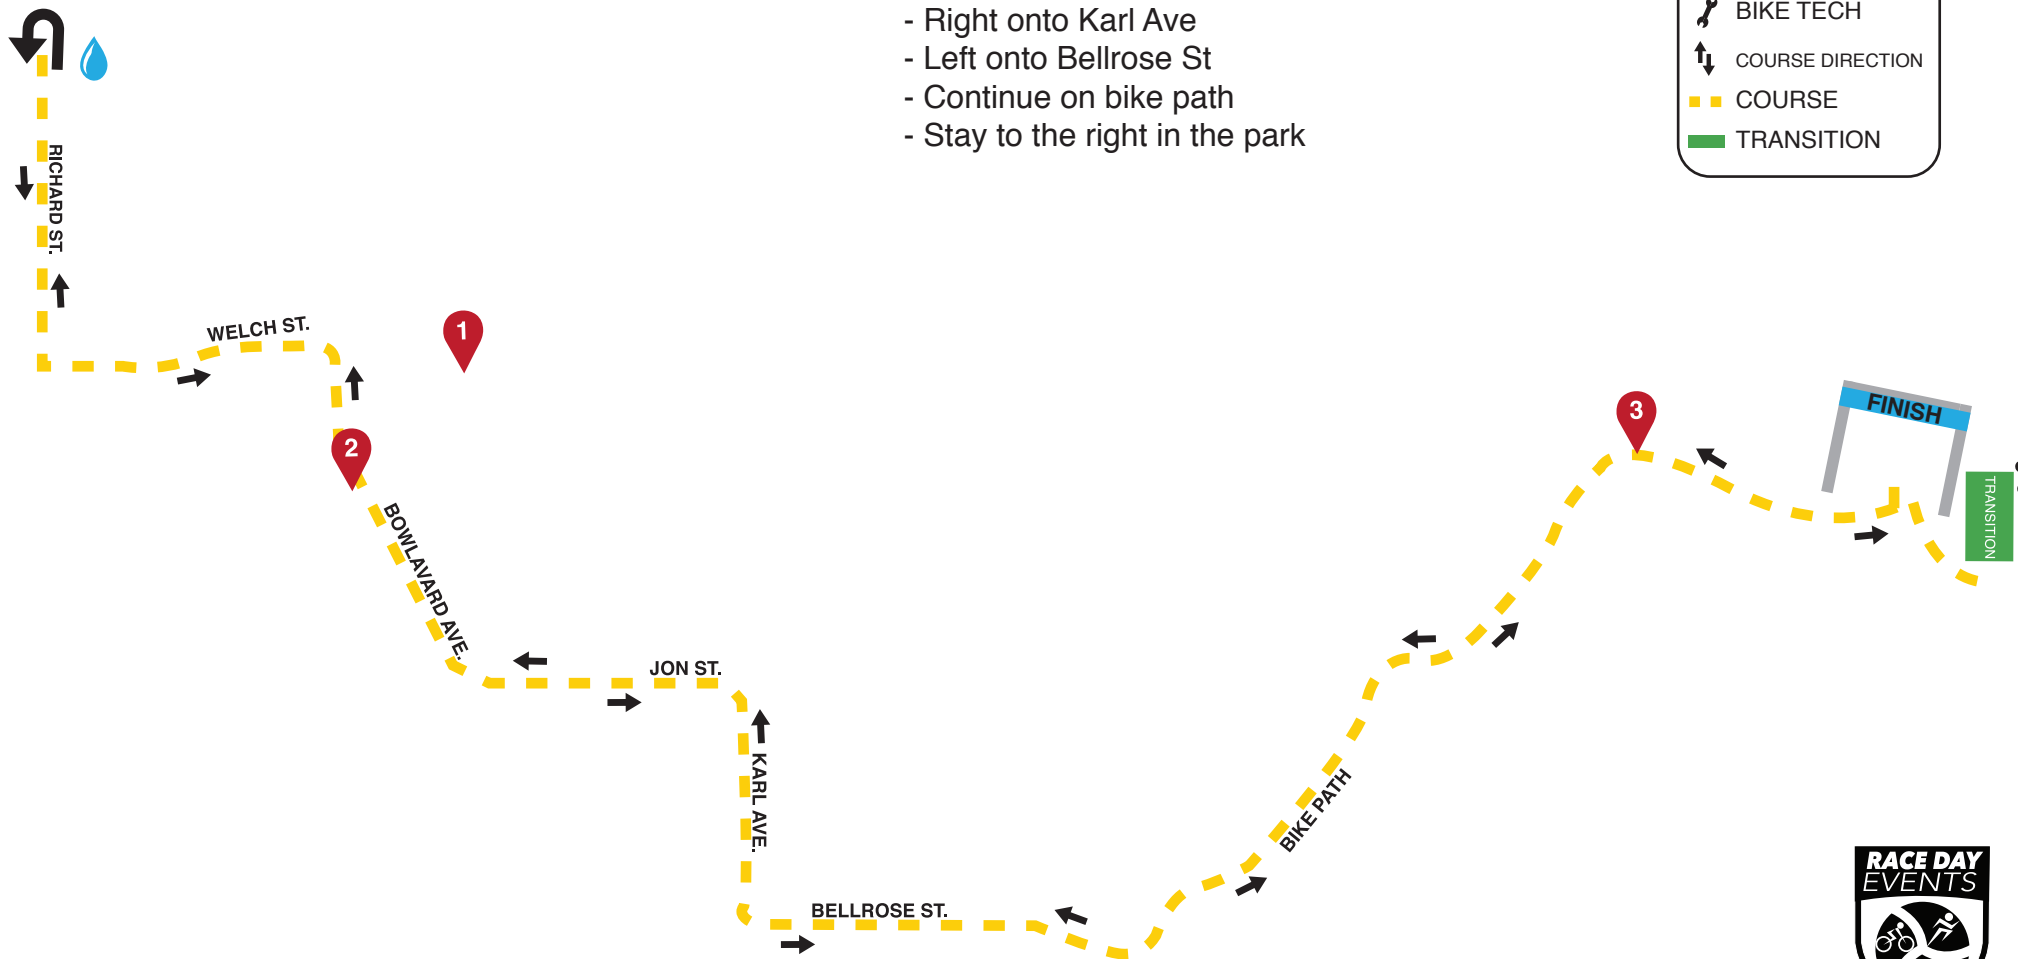 - Right onto Karl Ave
- Left onto Bellrose St
- Continue on bike path
- Stay to the right in the park
BIKE TECH
COURSE DIRECTION
COURSE
TRANSITION
RICHARD ST.
WELCH ST.
1
2
3
FINISH
TRANSITION
BOWLAVARD AVE.
JON ST.
KARL AVE.
BIKE PATH
BELLROSE ST.
RACE DAY
EVENTS